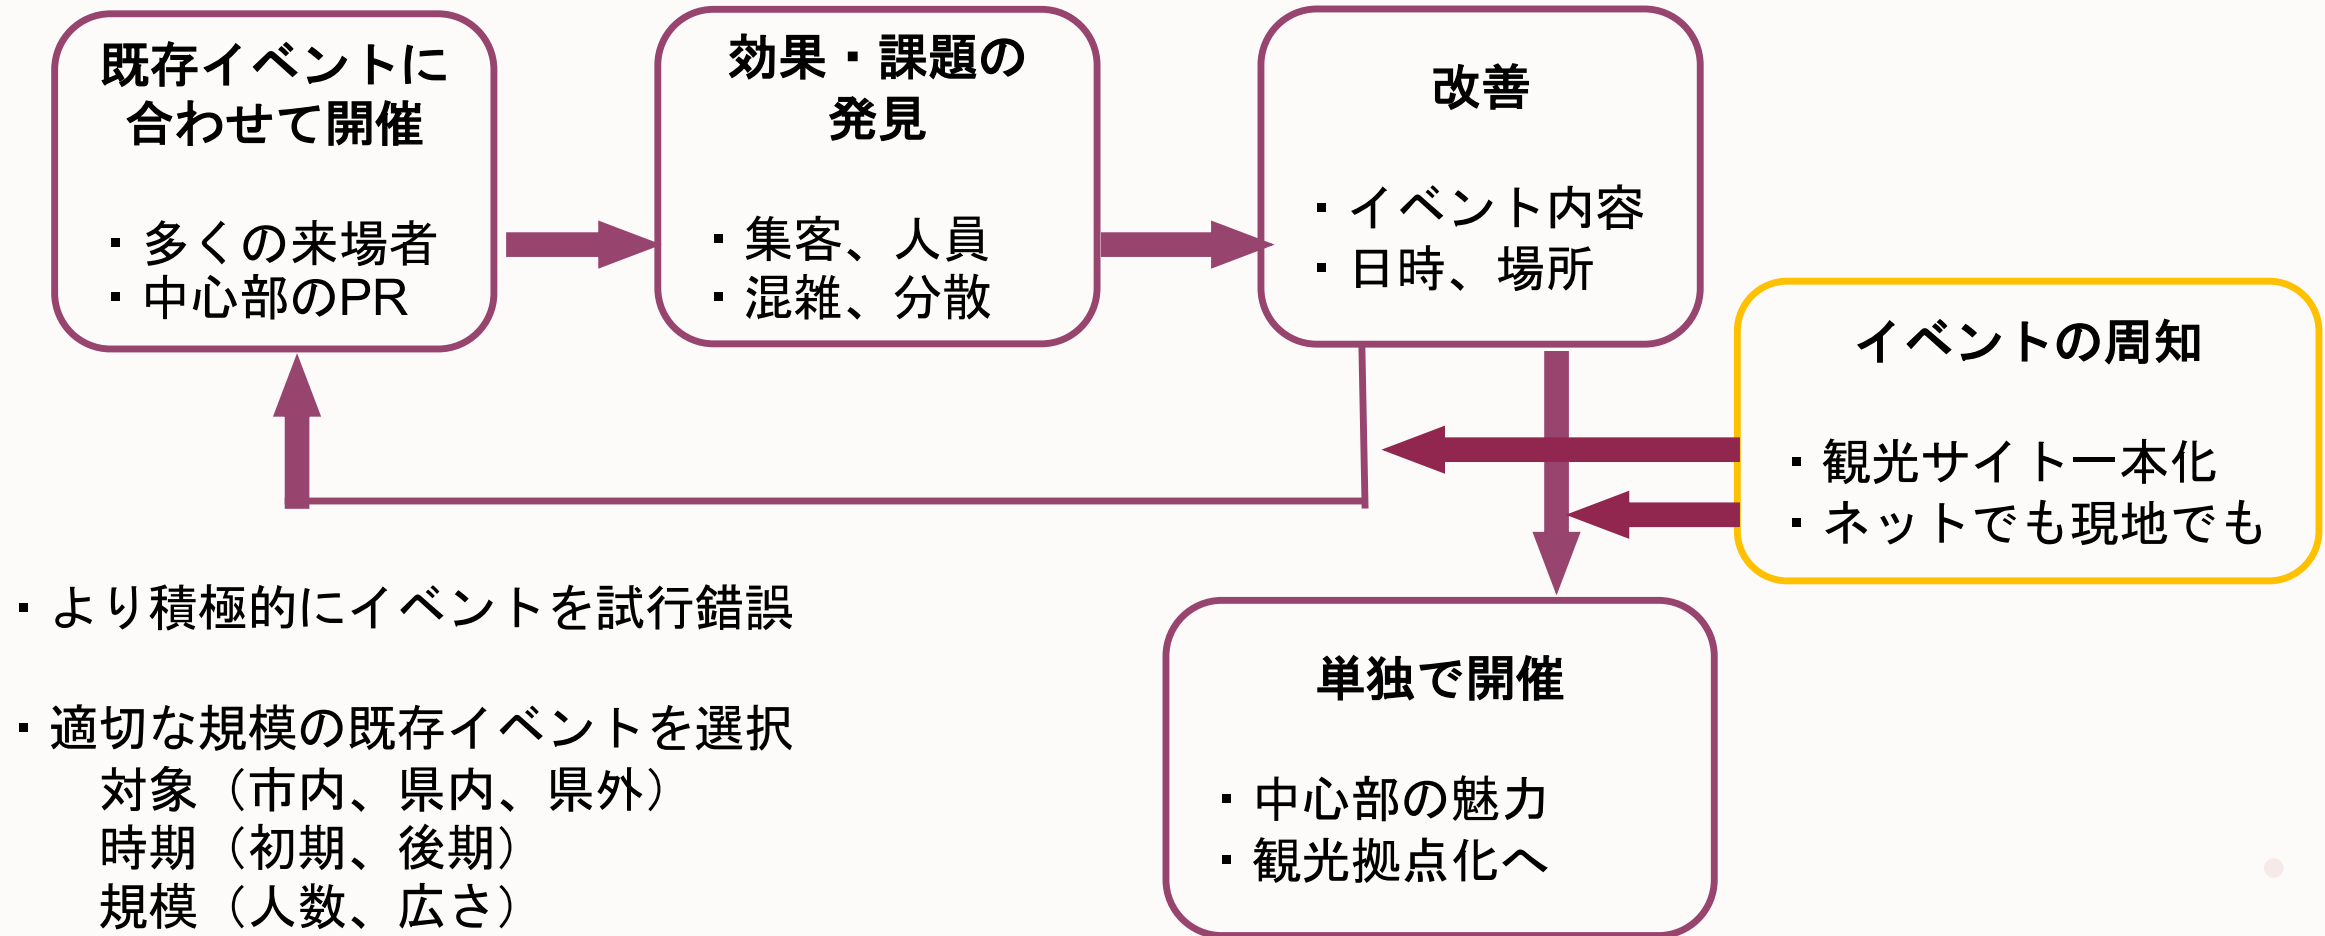 既存イベントに
合わせて開催
・多くの来場者
・中心部のPR
効果・課題の
発見
・集客、人員
・混雑、分散
改善
・イベント内容
・日時、場所
イベントの周知
・観光サイト一本化
・ネットでも現地でも
単独で開催
・中心部の魅力
・観光拠点化へ
・より積極的にイベントを試行錯誤
・適切な規模の既存イベントを選択
対象（市内、県内、県外）
時期（初期、後期）
規模（人数、広さ）